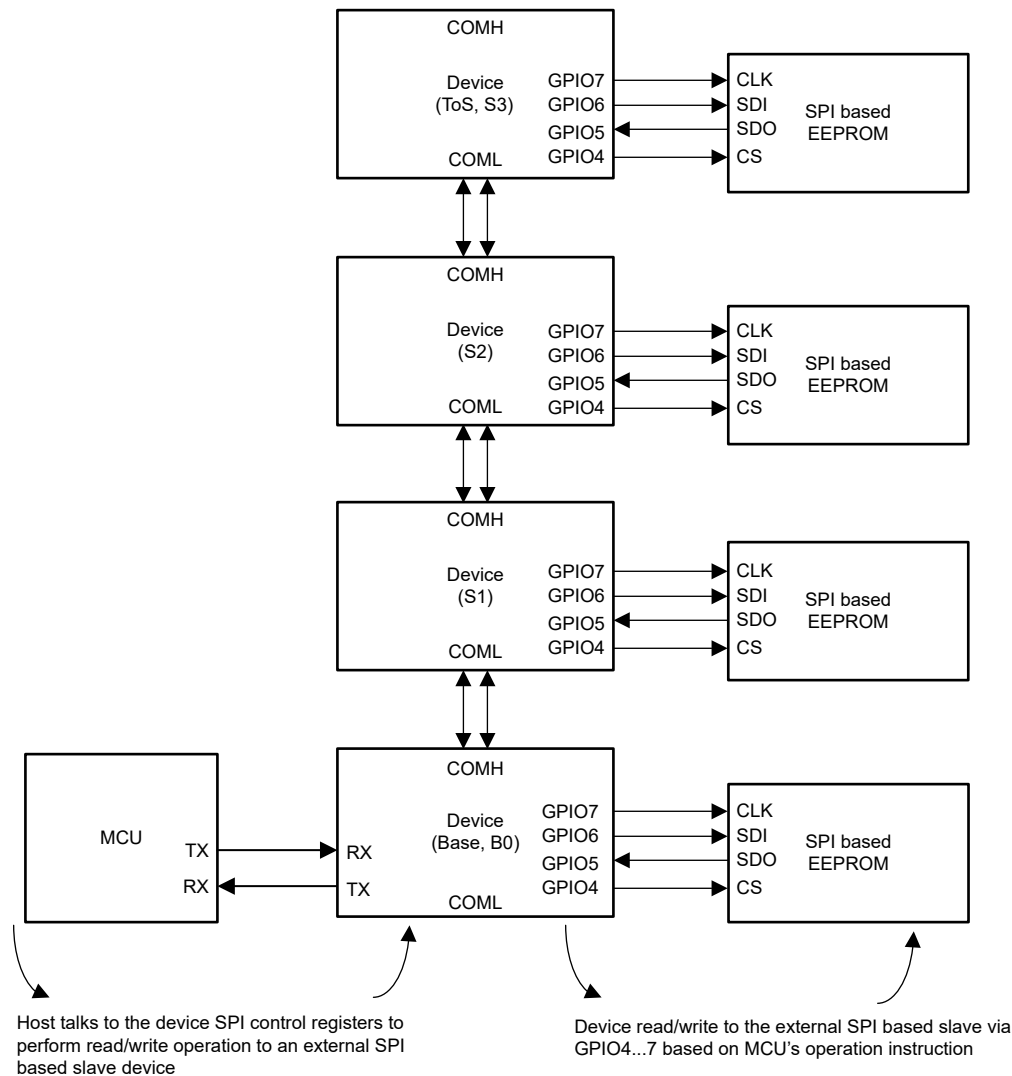 COMH
Device
(ToS, S3)
COML
GPIO7
GPIO6
GPIO5
GPIO4
CLK
SDI
SDO
CS
SPI based
EEPROM
COMH
Device
(S2)
COML
GPIO7
GPIO6
GPIO5
GPIO4
CLK
SDI
SDO
CS
SPI based
EEPROM
COMH
Device
(S1)
COML
GPIO7
GPIO6
GPIO5
GPIO4
CLK
SDI
SDO
CS
SPI based
EEPROM
MCU
TX
RX
RX
TX
COMH
Device
(Base, B0)
COML
GPIO7
GPIO6
GPIO5
GPIO4
CLK
SDI
SDO
CS
SPI based
EEPROM
Host talks to the device SPI control registers to
perform read/write operation to an external SPI
based slave device
Device read/write to the external SPI based slave via
GPIO4...7 based on MCU's operation instruction